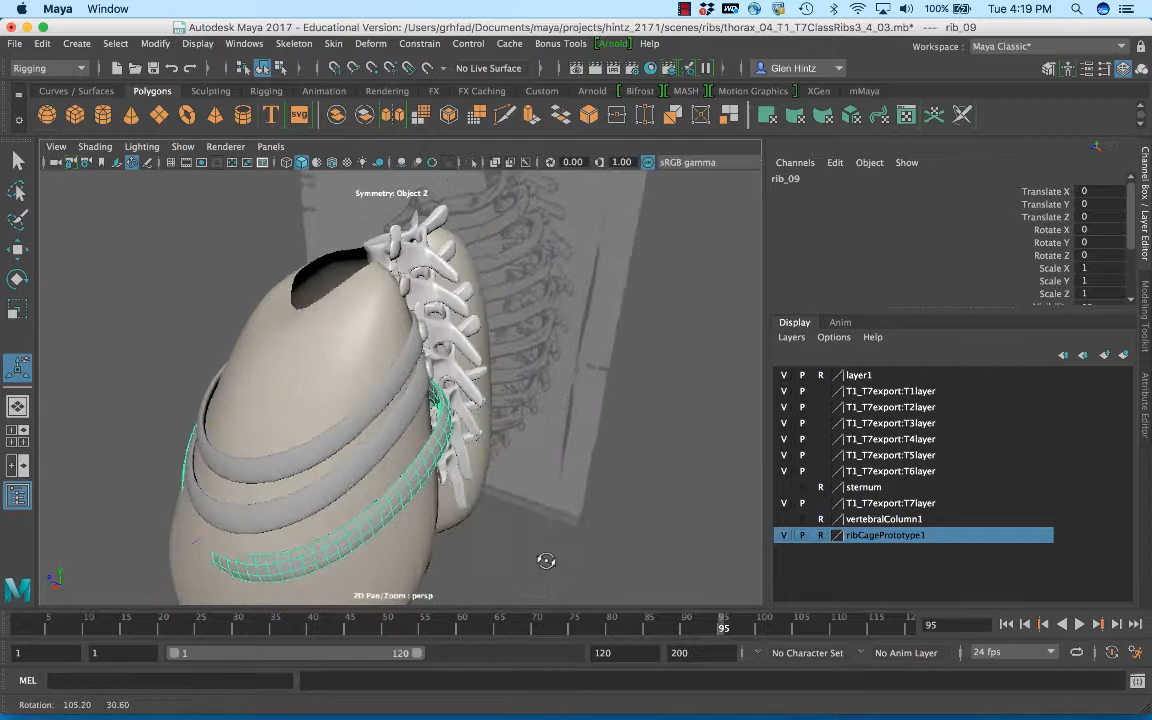 Maya Window 100% Tue 4:19 PM
Autodesk Maya 2017 - Educational Version: /Users/grhfad/Documents/maya/projects/hintz_2171/scenes/ribs/thorax_04_T1_T7ClassRibs3_4_03.mb* - rib_09
File Edit Create Select Modify Display Windows Skeleton Skin Deform Constrain Control Cache Bonus Tools [Arnold] Help Workspace : Maya Classic*
Rigging No Live Surface Glen Hintz
Curves / Surfaces Polygons Sculpting Rigging Animation Rendering FX FX Caching Custom Arnold Bifrost MASH Motion Graphics XGen mMaya
T svg
View Shading Lighting Show Renderer Panels
0.00 1.00 ON sRGB gamma
Symmetry: Object Z
2D Pan/Zoom : persp
Channels Edit Object Show
rib_09
Translate X 0
Translate Y 0
Translate Z 0
Rotate X 0
Rotate Y 0
Rotate Z 0
Scale X 1
Scale Y 1
Scale Z 1
Display Anim
Layers Options Help
V P R layer1
V P T1_T7export:T1layer
V P T1_T7export:T2layer
V P T1_T7export:T3layer
V P T1_T7export:T4layer
V P T1_T7export:T5layer
V P T1_T7export:T6layer
R sternum
V P T1_T7export:T7layer
R vertebralColumn1
V P R ribCagePrototype1
Channel Box / Layer Editor
Modeling Toolkit
Attribute Editor
5 10 15 20 25 30 35 40 45 50 55 60 65 70 75 80 85 90 95 100 105 110 115 12
95
95
1 1 1 120 120 200 No Character Set No Anim Layer 24 fps
MEL
Rotation: 105.20 30.60